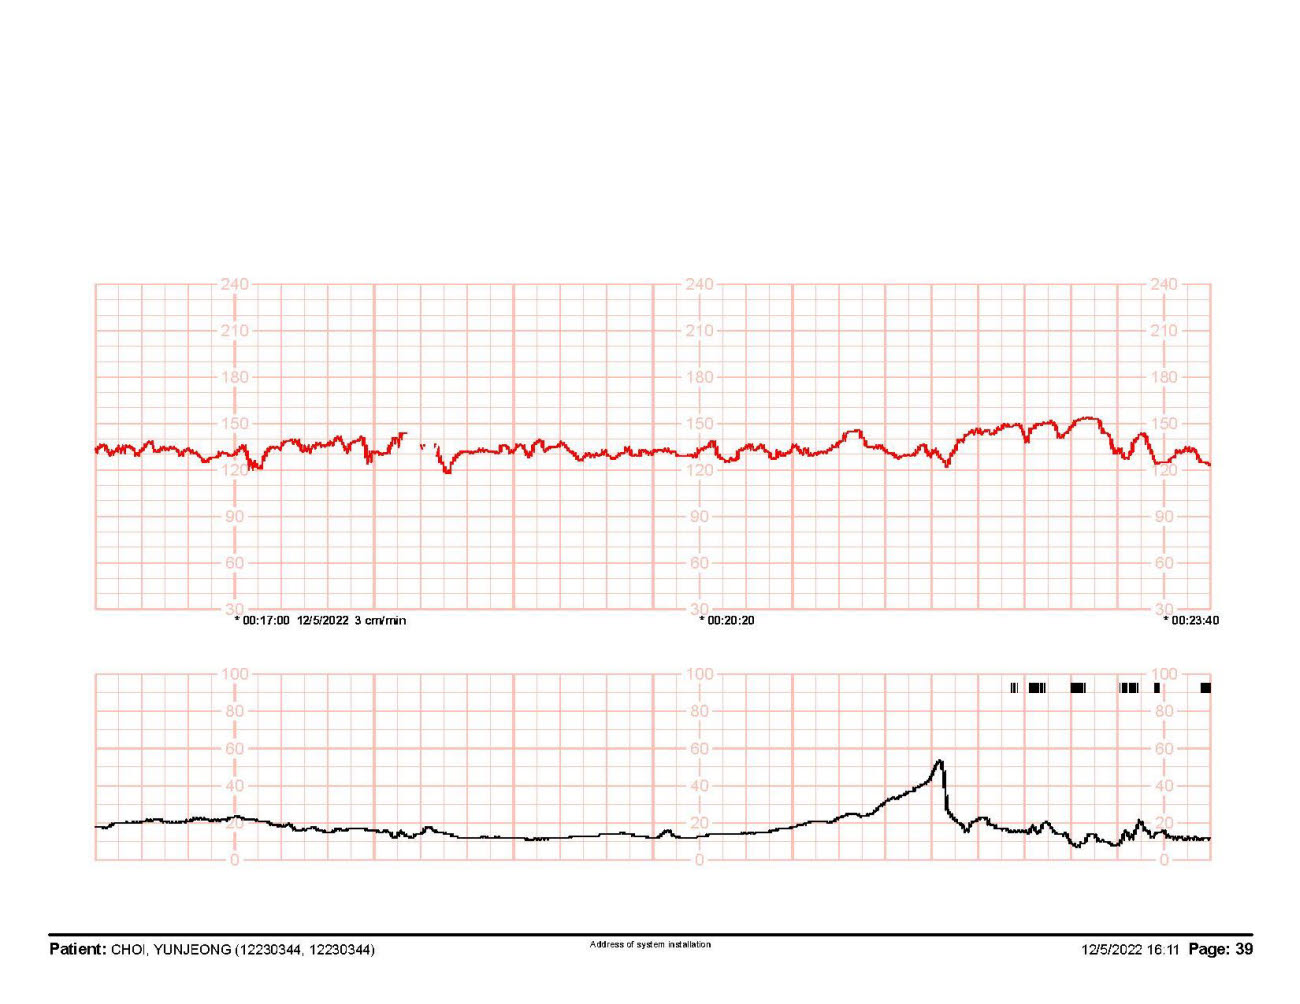 240 240 240
210 210 210
180 180 180
150 150 150
120 120 120
90 90 90
60 60 60
30 30 30
* 00:17:00 12/5/2022 3 cm/min * 00:20:20 * 00:23:40
100 100 100
80 80 80
60 60 60
40 40 40
20 20 20
0 0 0
Patient: CHOI, YUNJEONG (12230344, 12230344) Address of system installation 12/5/2022 16:11 Page: 39